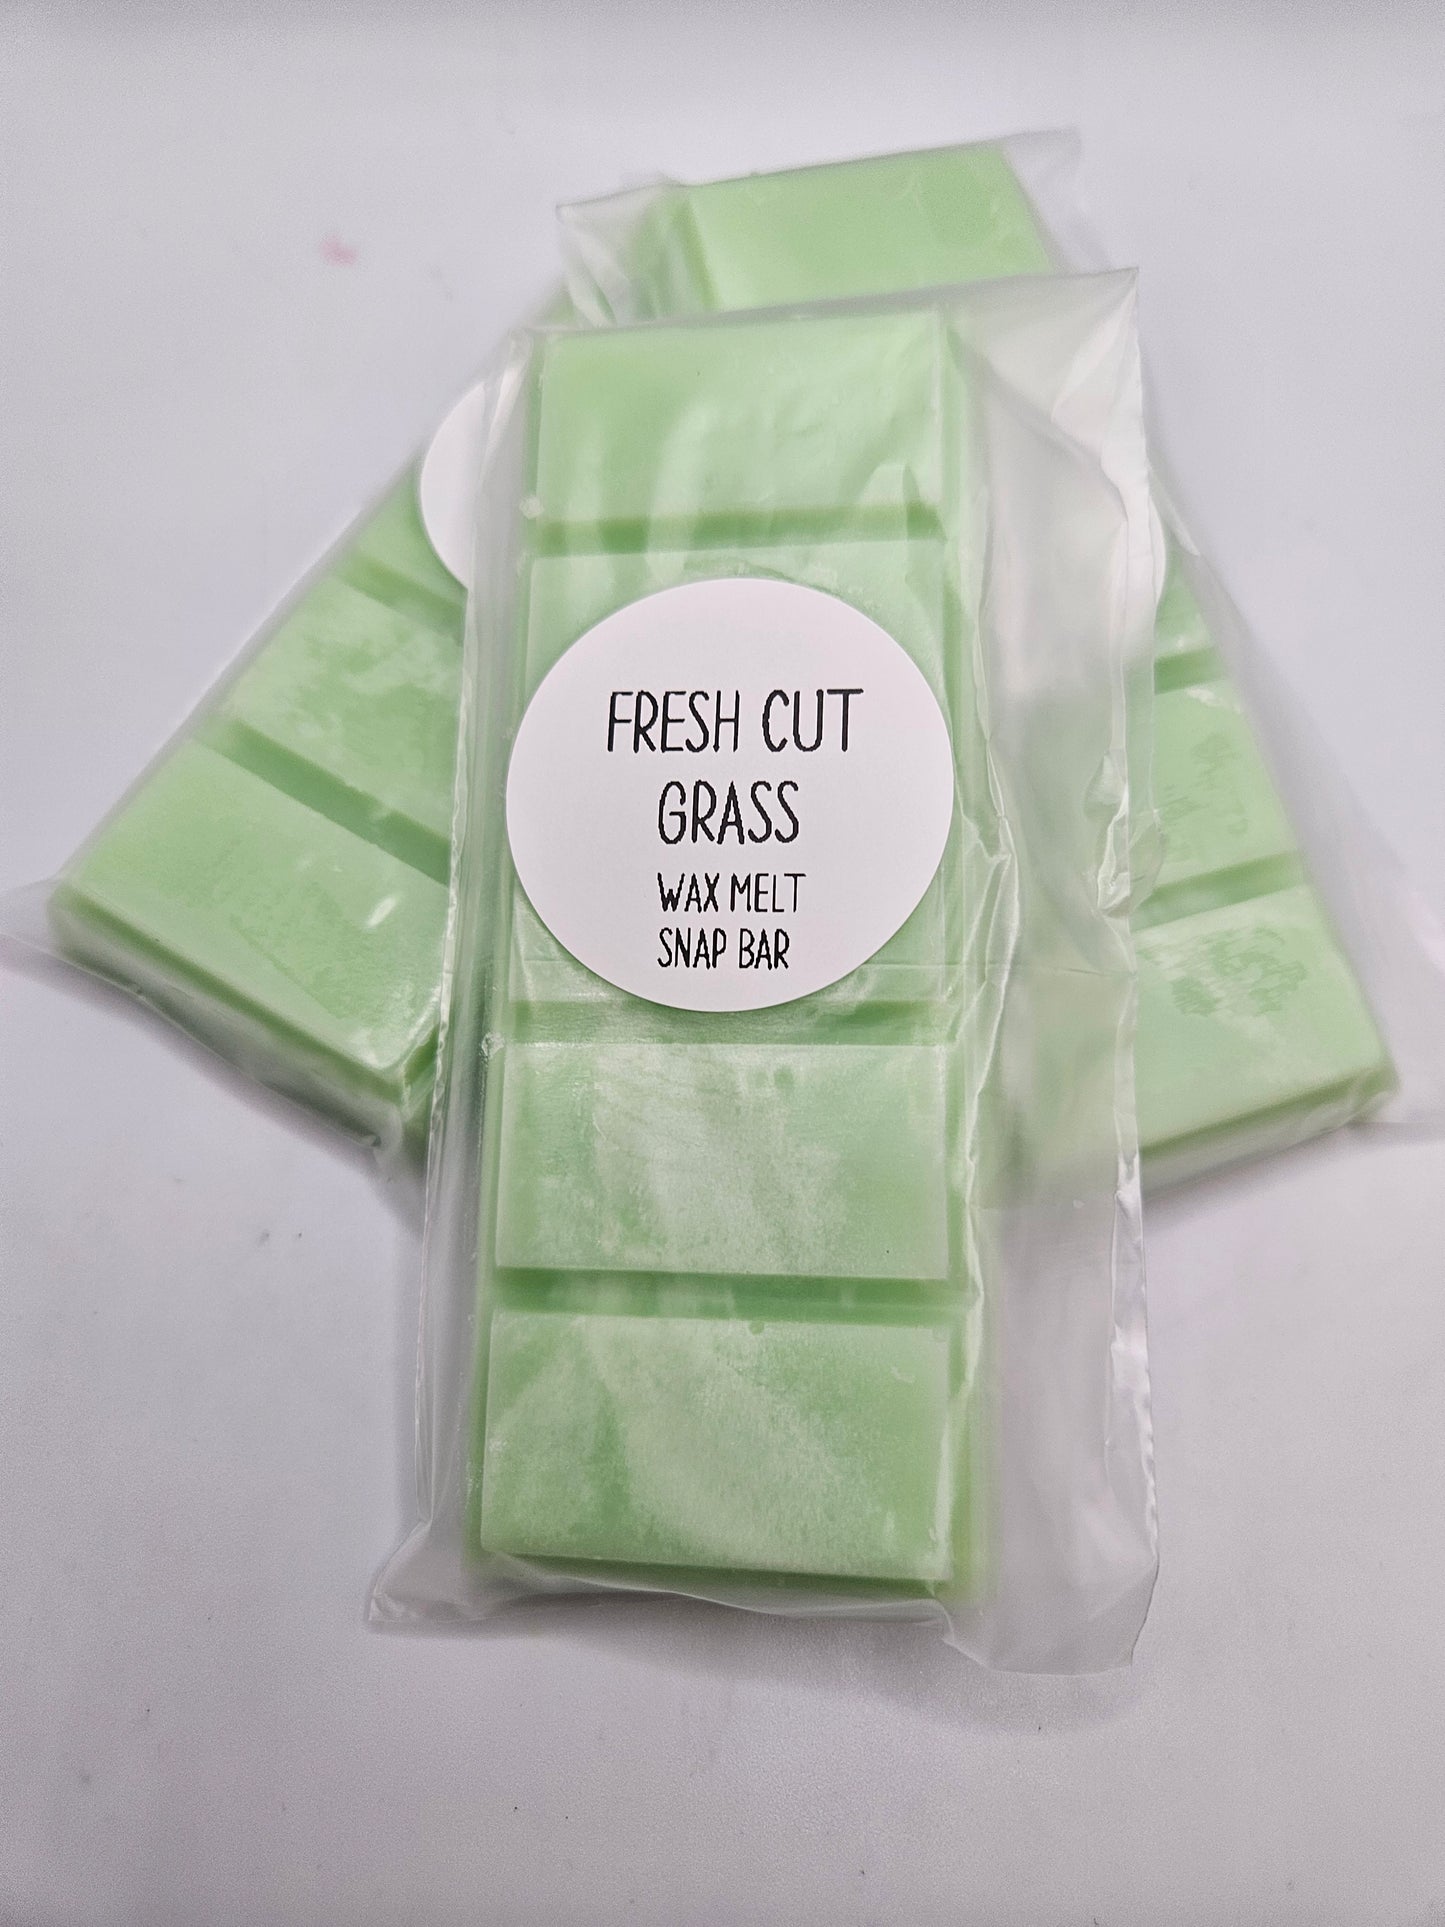 FRESH CUT
GRASS
WAX MELT
SNAP BAR